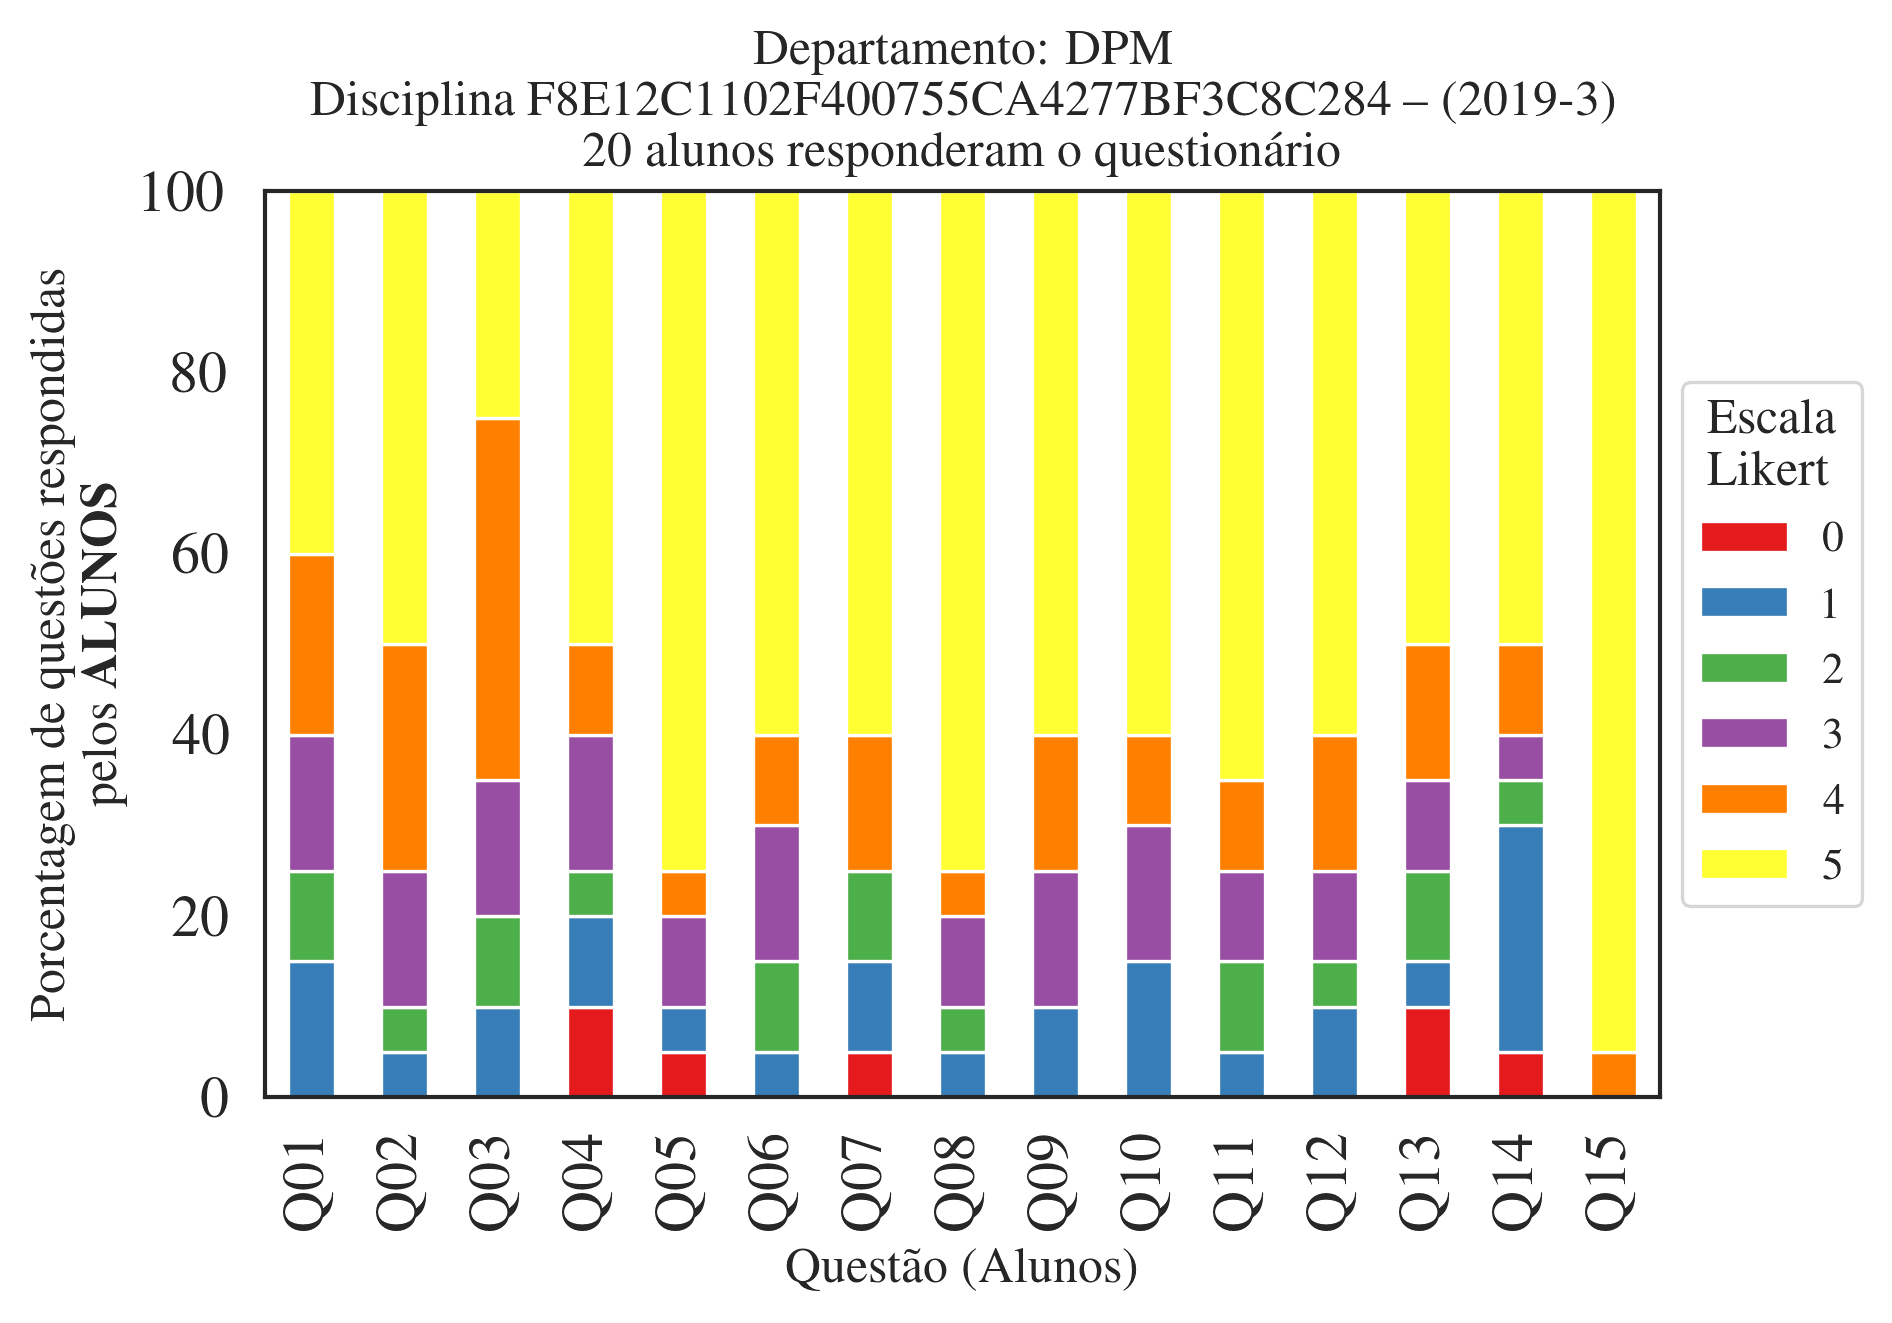 Departamento: DPM
Disciplina F8E12C1102F400755CA4277BF3C8C284 – (2019-3)
20 alunos responderam o questionário
Porcentagem de questões respondidas
pelos ALUNOS
100
80
60
40
20
0
Q01
Q02
Q03
Q04
Q05
Q06
Q07
Q08
Q09
Q10
Q11
Q12
Q13
Q14
Q15
Questão (Alunos)
Escala
Likert
0
1
2
3
4
5